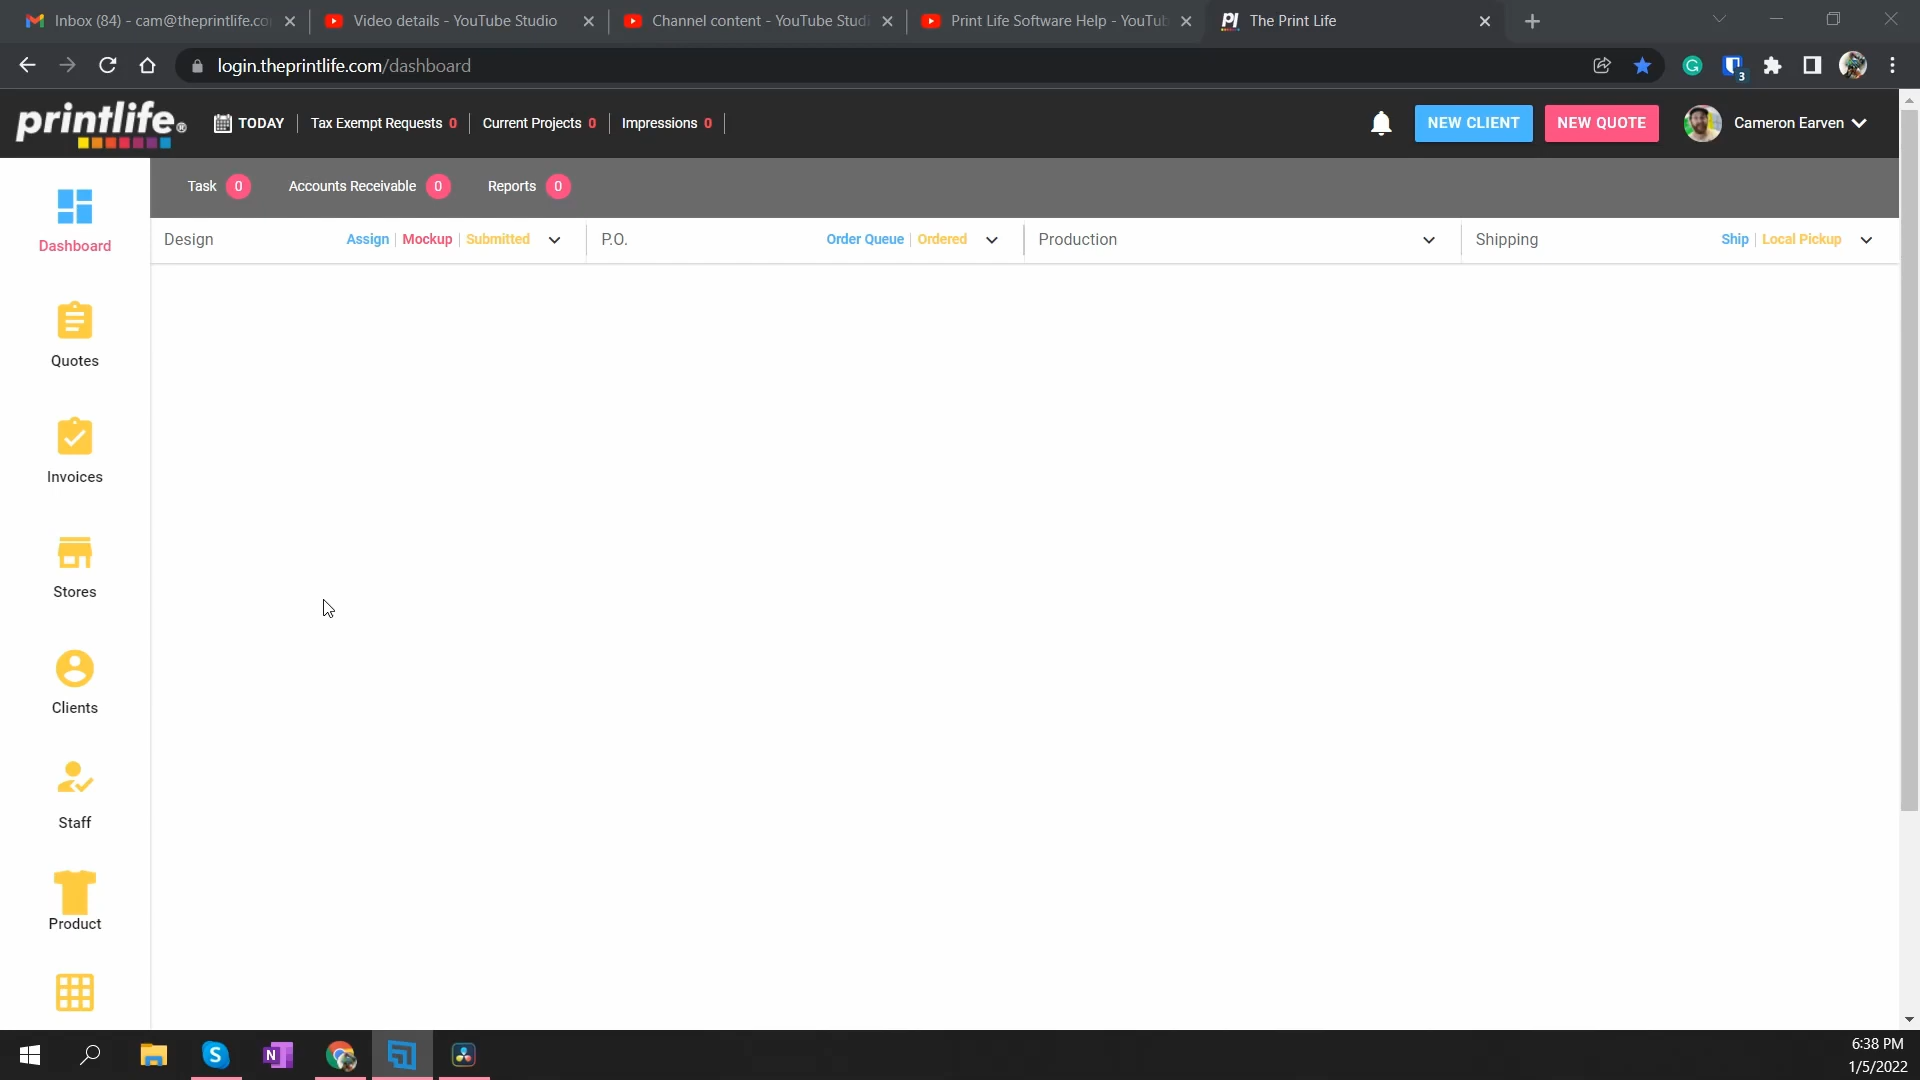 Inbox (84) - cam@theprintlife.co
Video details - YouTube Studio
Channel content - YouTube Studi
Print Life Software Help - YouTub
Pl The Print Life
login.theprintlife.com/dashboard
G
3
printlife®
TODAY
Tax Exempt Requests 0
Current Projects 0
Impressions 0
NEW CLIENT
NEW QUOTE
Cameron Earven
Task 0
Accounts Receivable 0
Reports 0
Design Assign Mockup Submitted
P.O. Order Queue Ordered
Production
Shipping Ship Local Pickup
Dashboard
Quotes
Invoices
Stores
Clients
Staff
Product
S
N
6:38 PM
1/5/2022